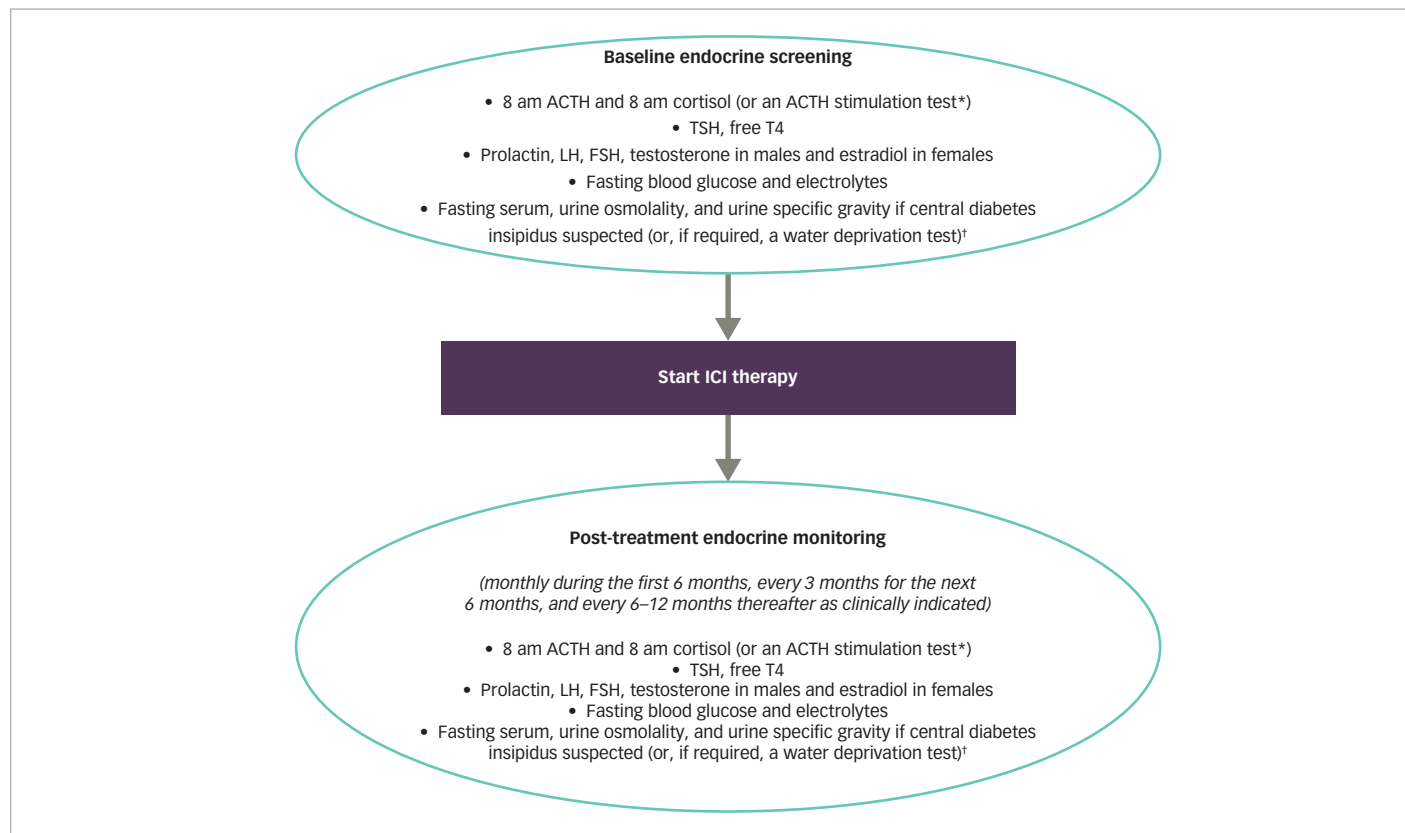 Baseline endocrine screening
• 8 am ACTH and 8 am cortisol (or an ACTH stimulation test*)
• TSH, free T4
• Prolactin, LH, FSH, testosterone in males and estradiol in females
• Fasting blood glucose and electrolytes
• Fasting serum, urine osmolality, and urine specific gravity if central diabetes
insipidus suspected (or, if required, a water deprivation test)†
Start ICI therapy
Post-treatment endocrine monitoring
(monthly during the first 6 months, every 3 months for the next
6 months, and every 6–12 months thereafter as clinically indicated)
• 8 am ACTH and 8 am cortisol (or an ACTH stimulation test*)
• TSH, free T4
• Prolactin, LH, FSH, testosterone in males and estradiol in females
• Fasting blood glucose and electrolytes
• Fasting serum, urine osmolality, and urine specific gravity if central diabetes
insipidus suspected (or, if required, a water deprivation test)†